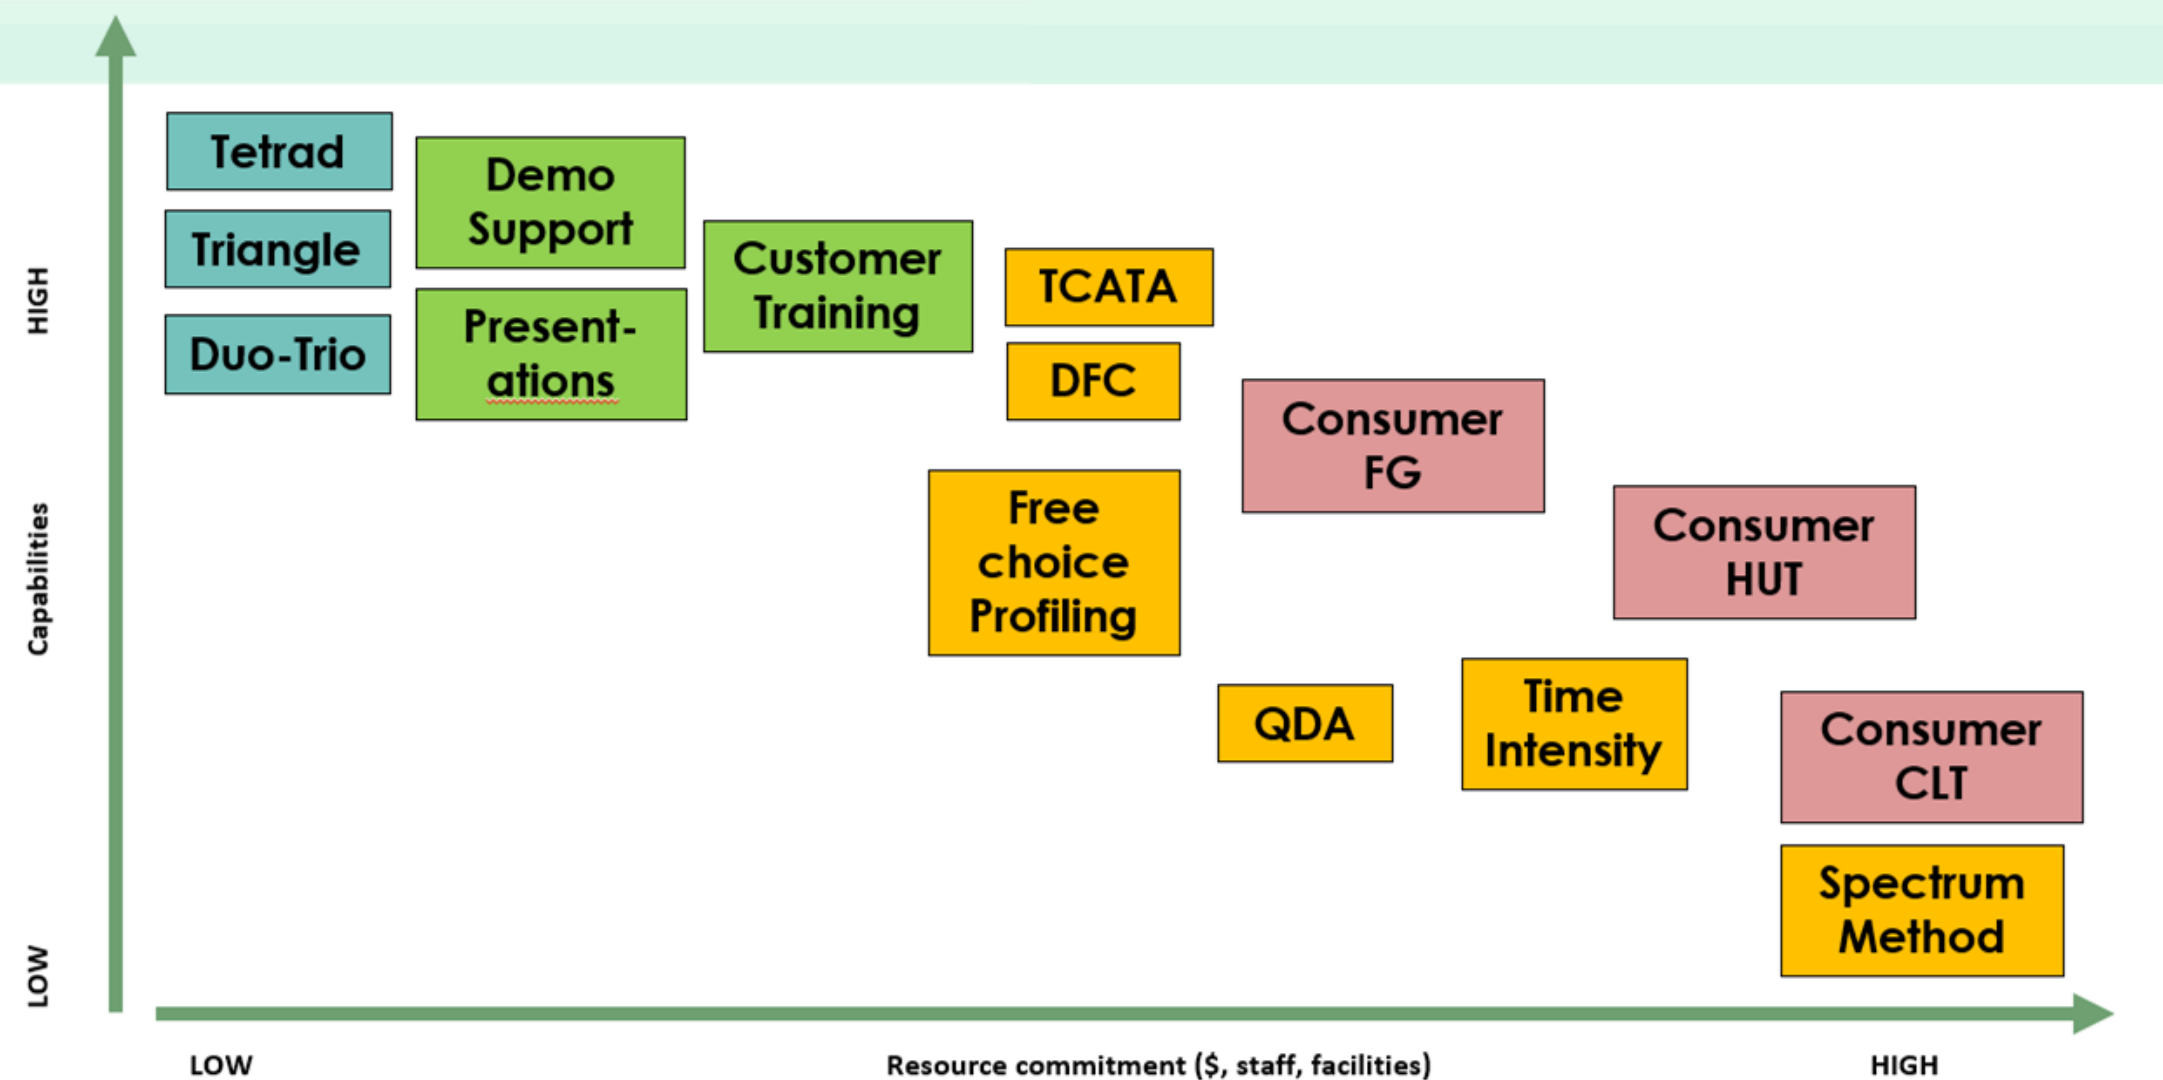 Tetrad
Demo
Support
Triangle
Customer
Training
TCATA
Present-
ations
Duo-Trio
DFC
Consumer
FG
Free
choice
Profiling
Consumer
HUT
QDA
Time
Intensity
Consumer
CLT
Spectrum
Method
HIGH
Capabilities
LOW
LOW
Resource commitment ($, staff, facilities)
HIGH